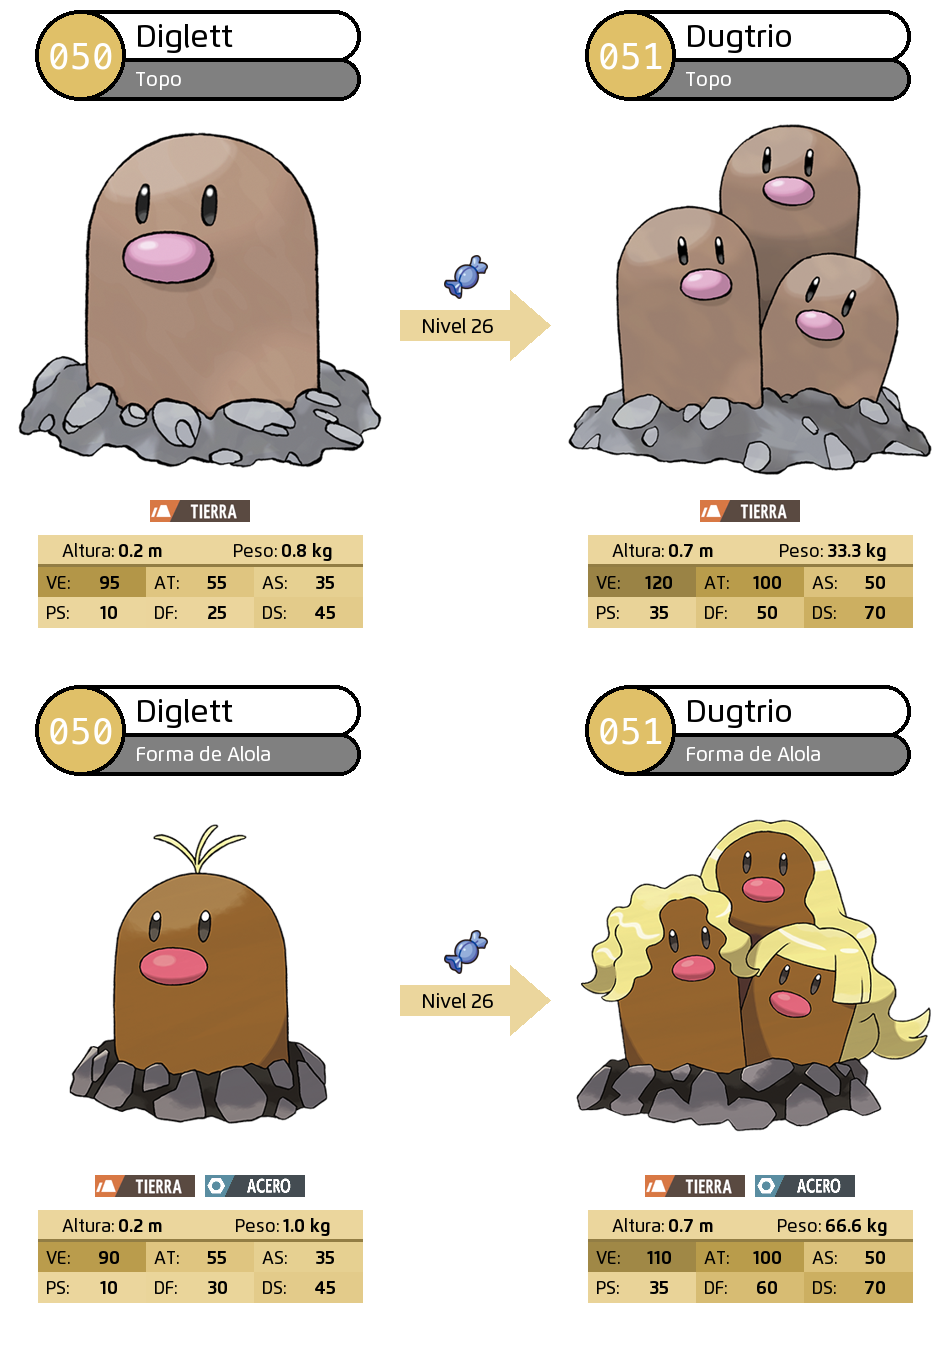 050
Diglett
Topo
051
Dugtrio
Topo
Nivel 26
TIERRA
TIERRA
Altura: 0.2 m Peso: 0.8 kg
VE: 95 AT: 55 AS: 35
PS: 10 DF: 25 DS: 45
Altura: 0.7 m Peso: 33.3 kg
VE: 120 AT: 100 AS: 50
PS: 35 DF: 50 DS: 70
050
Diglett
Forma de Alola
051
Dugtrio
Forma de Alola
Nivel 26
TIERRA ACERO
TIERRA ACERO
Altura: 0.2 m Peso: 1.0 kg
VE: 90 AT: 55 AS: 35
PS: 10 DF: 30 DS: 45
Altura: 0.7 m Peso: 66.6 kg
VE: 110 AT: 100 AS: 50
PS: 35 DF: 60 DS: 70